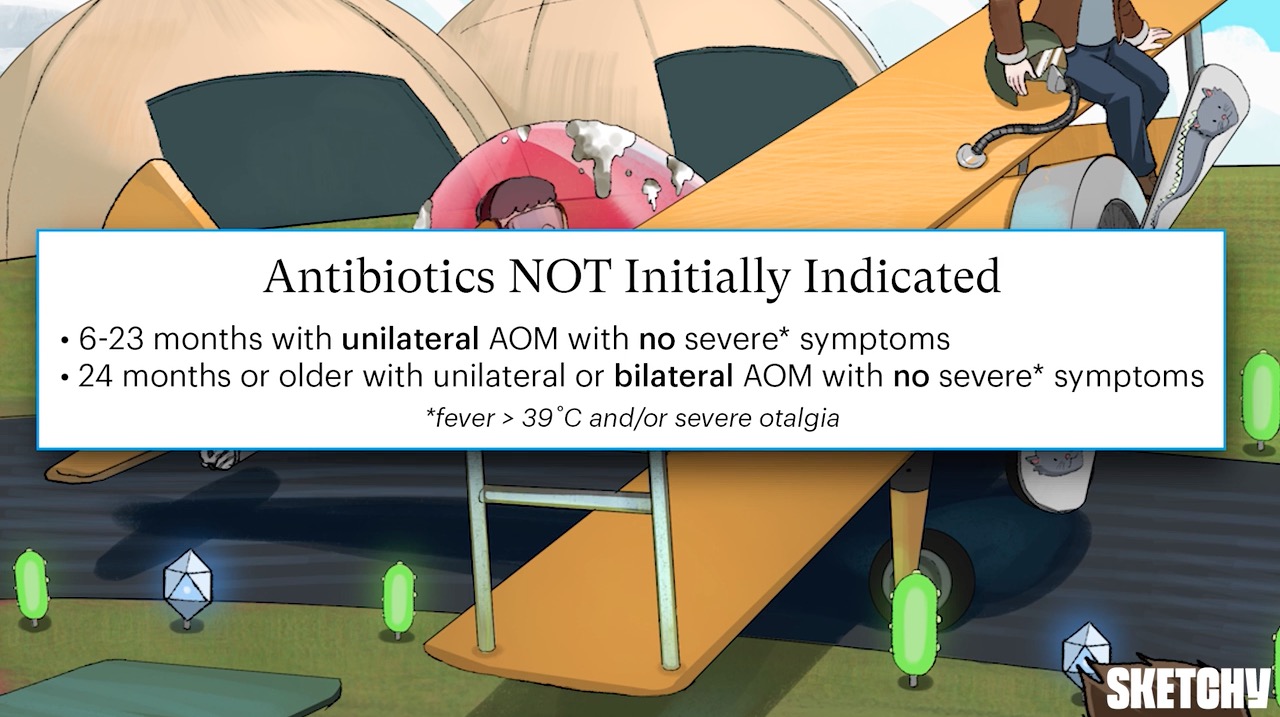 Antibiotics NOT Initially Indicated
• 6-23 months with unilateral AOM with no severe* symptoms
• 24 months or older with unilateral or bilateral AOM with no severe* symptoms
*fever > 39˚C and/or severe otalgia
SKETCHY